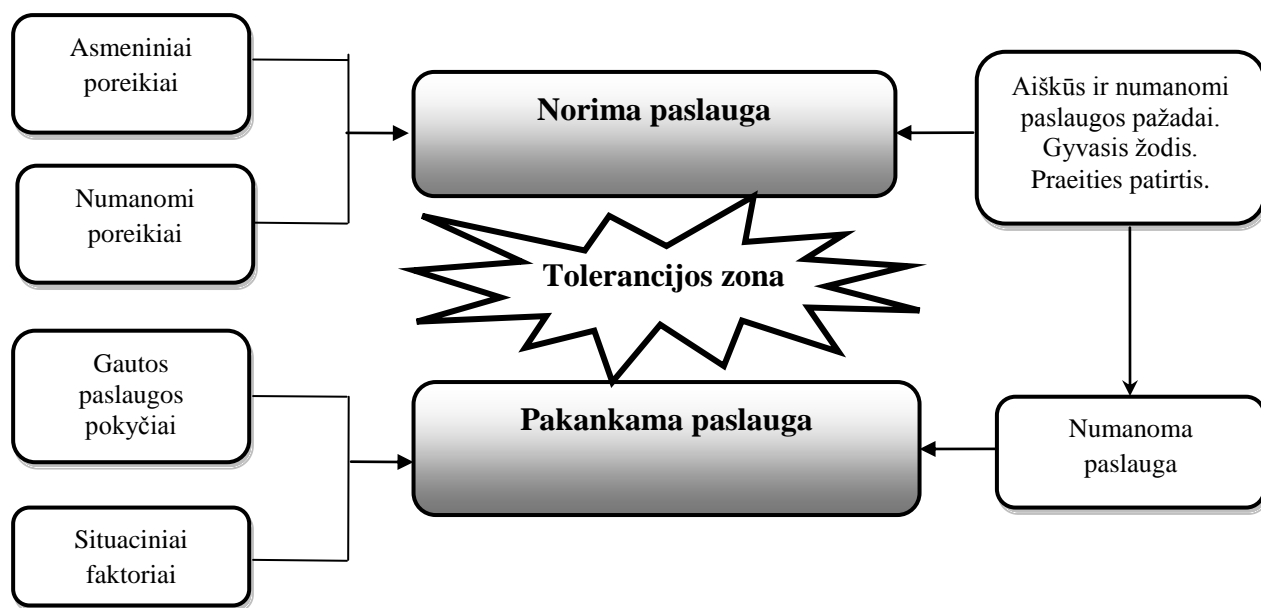 Asmeniniai
poreikiai
Norima paslauga
Aiškūs ir numanomi
paslaugos pažadai.
Gyvasis žodis.
Praeities patirtis.
Numanomi
poreikiai
Tolerancijos zona
Gautos
paslaugos
pokyčiai
Pakankama paslauga
Numanoma
paslauga
Situaciniai
faktoriai